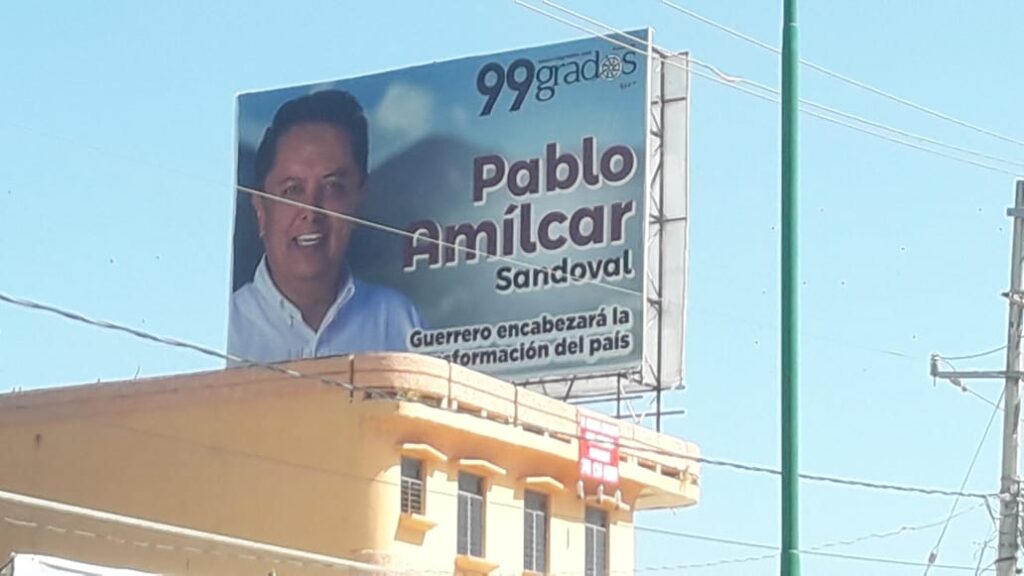 99grados
Pablo
Amílcar
Sandoval
Guerrero encabezará la
formación del país